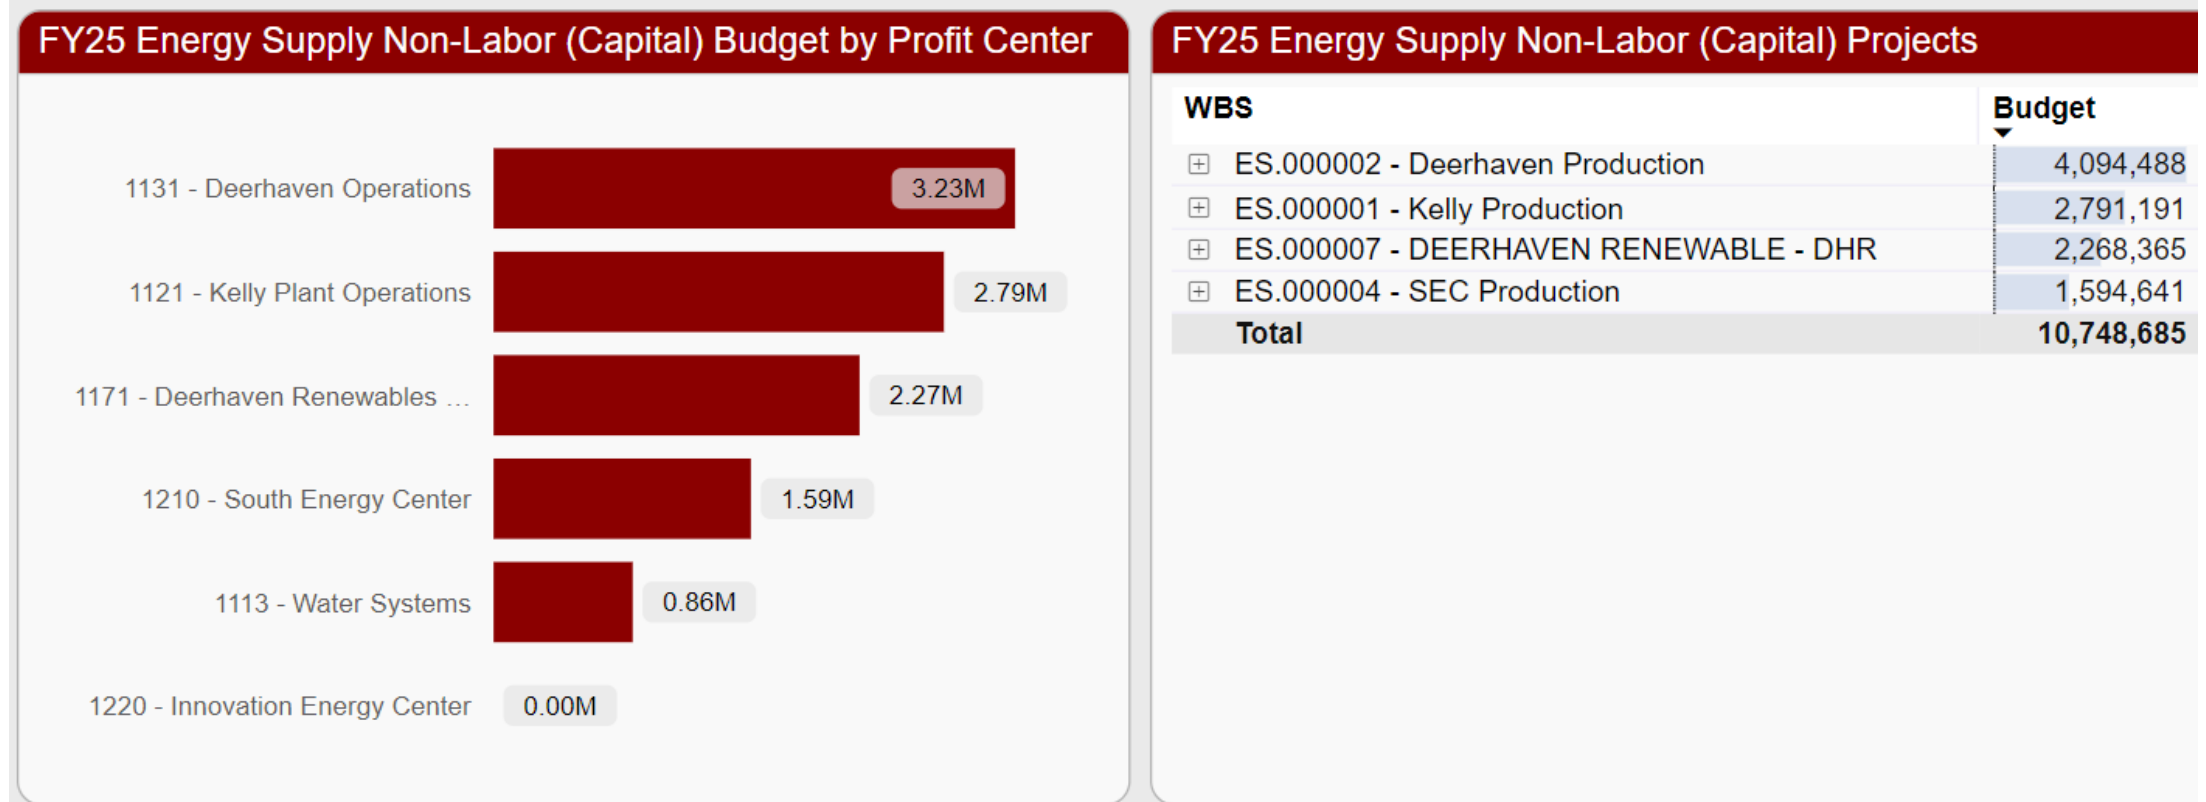 FY25 Energy Supply Non-Labor (Capital) Budget by Profit Center
1131 - Deerhaven Operations 3.23M
1121 - Kelly Plant Operations 2.79M
1171 - Deerhaven Renewables ... 2.27M
1210 - South Energy Center 1.59M
1113 - Water Systems 0.86M
1220 - Innovation Energy Center 0.00M
FY25 Energy Supply Non-Labor (Capital) Projects
WBS Budget
ES.000002 - Deerhaven Production 4,094,488
ES.000001 - Kelly Production 2,791,191
ES.000007 - DEERHAVEN RENEWABLE - DHR 2,268,365
ES.000004 - SEC Production 1,594,641
Total 10,748,685